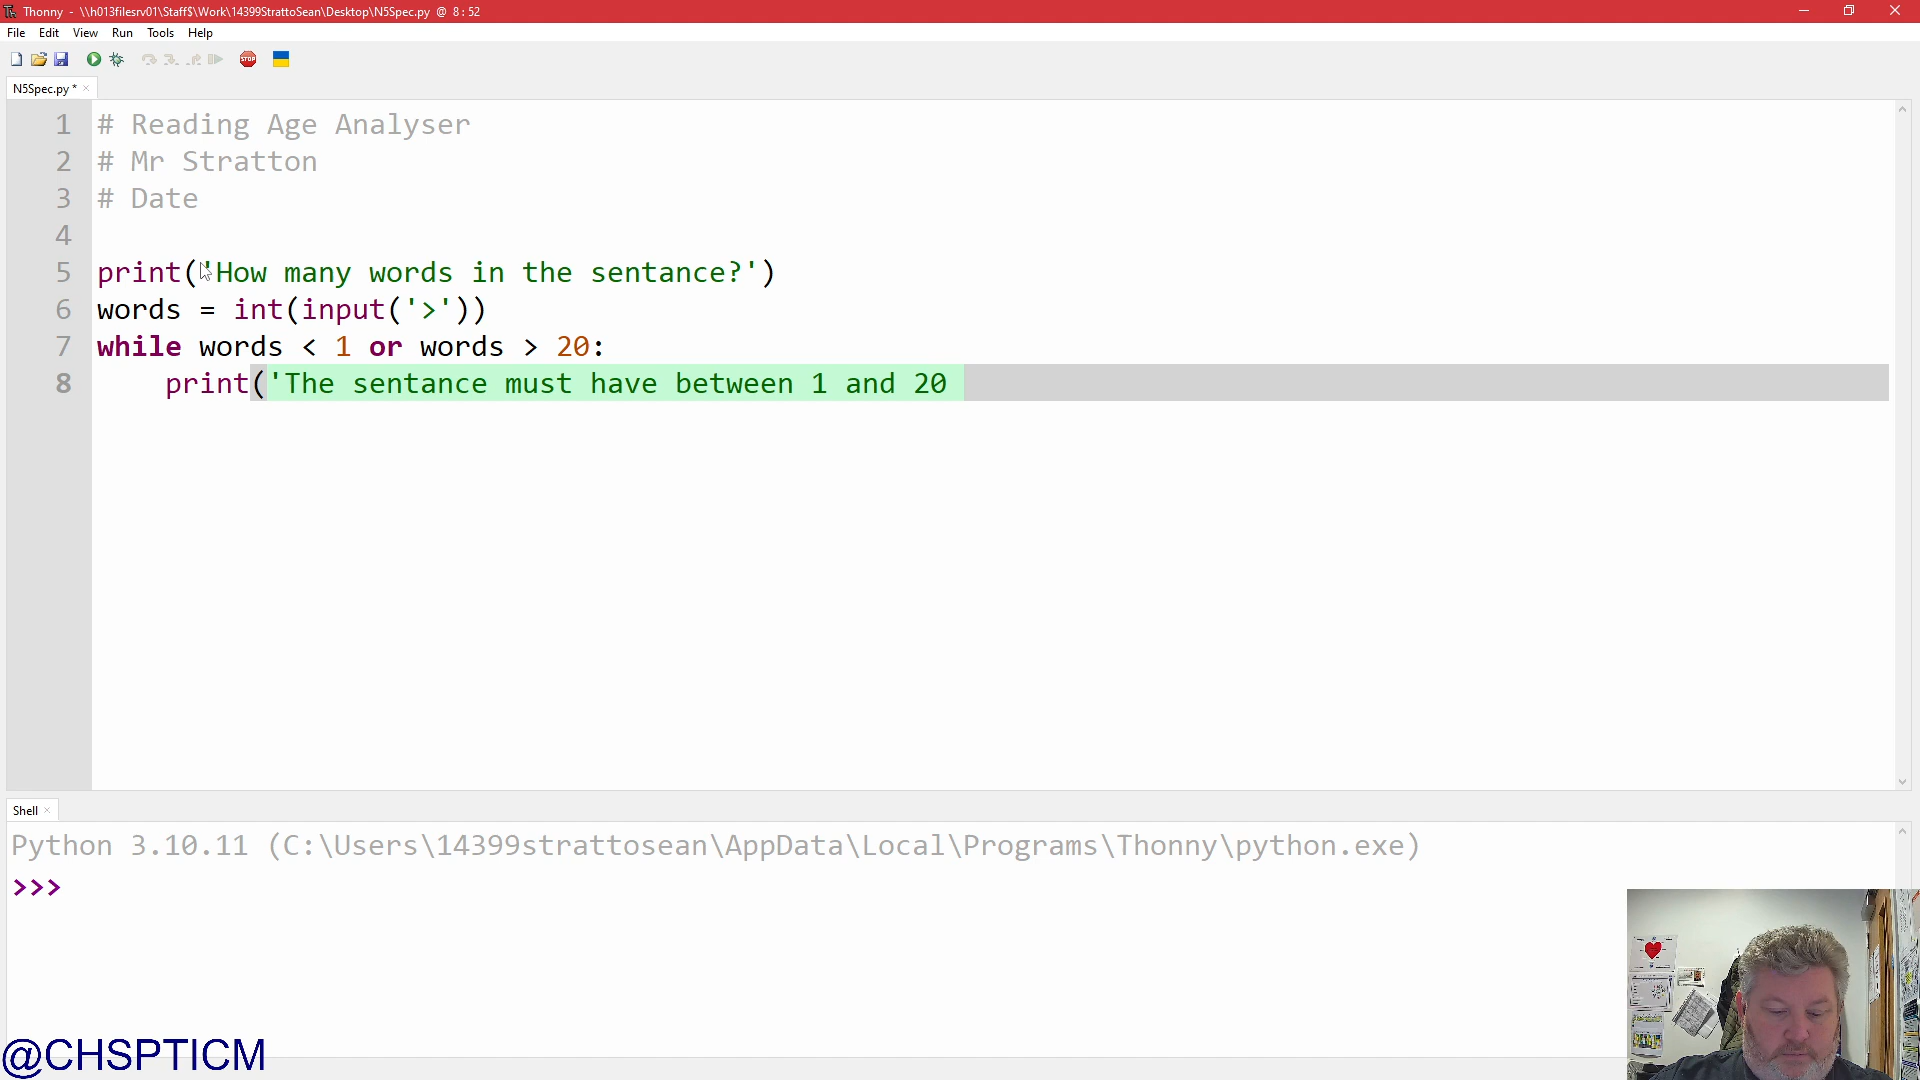 Thonny - \\h013filesrv01\Staff$\Work\14399StrattoSean\Desktop\N5Spec.py @ 8:52
File Edit View Run Tools Help
STOP
N5Spec.py *
1 # Reading Age Analyser
2 # Mr Stratton
3 # Date
4
5 print('How many words in the sentance?')
6 words = int(input('>'))
7 while words < 1 or words > 20:
8 print('The sentance must have between 1 and 20
Shell
Python 3.10.11 (C:\Users\14399strattosean\AppData\Local\Programs\Thonny\python.exe)
>>>
@CHSPTICM